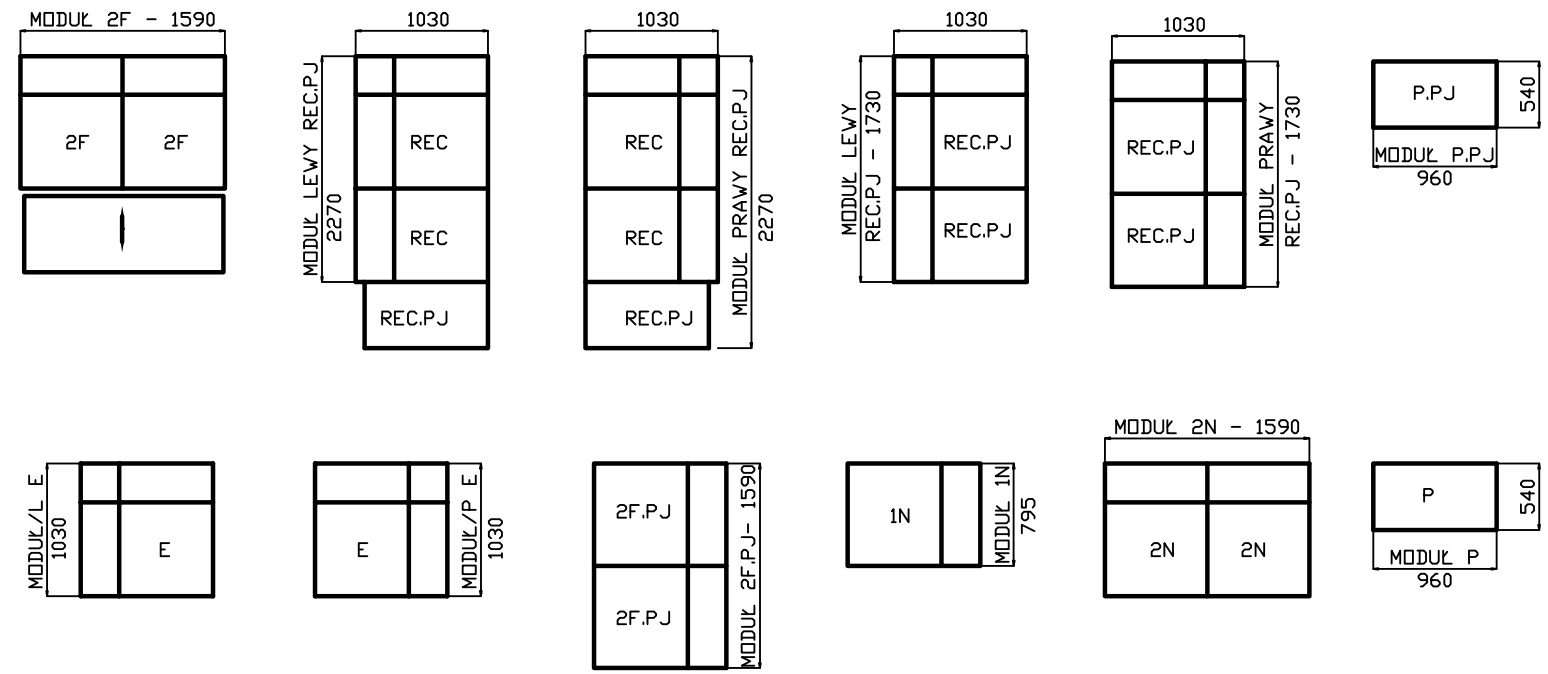 MODUŁ 2F - 1590
2F
2F
1030
MODUŁ LEWY REC.PJ
2270
REC
REC
REC.PJ
1030
REC
REC
REC.PJ
MODUŁ PRAWY REC.PJ
2270
1030
MODUŁ LEWY
REC.PJ - 1730
REC.PJ
REC.PJ
1030
REC.PJ
REC.PJ
MODUŁ PRAWY
REC.PJ - 1730
P.PJ
540
MODUŁ P.PJ
960
MODUŁ/L E
1030
E
E
MODUŁ/P E
1030
2F.PJ
2F.PJ
MODUŁ 2F.PJ- 1590
1N
MODUŁ 1N
795
MODUŁ 2N - 1590
2N
2N
P
540
MODUŁ P
960